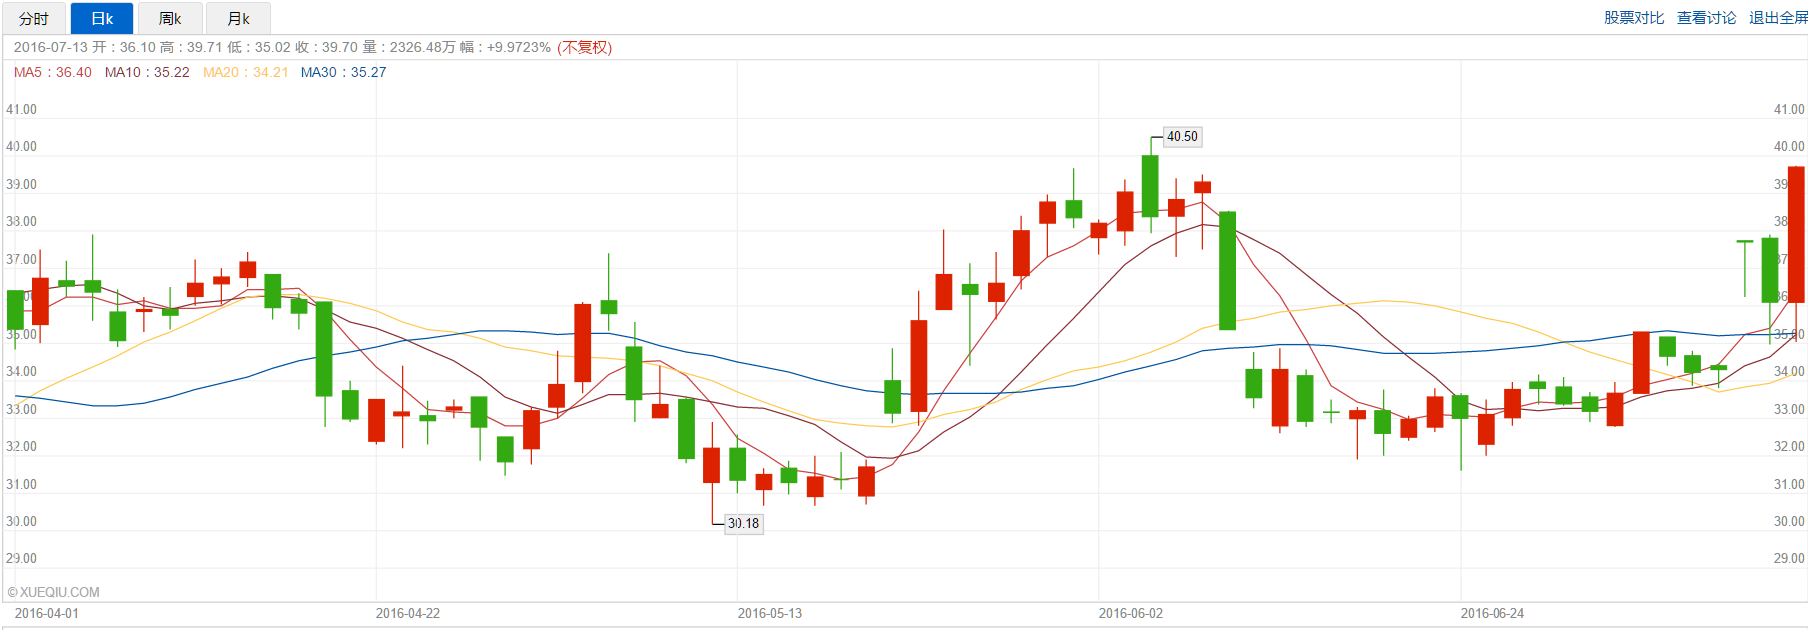 分时 日k 周k 月k 股票对比 查看讨论 退出全屏
2016-07-13 开 : 36.10 高 : 39.71 低 : 35.02 收 : 39.70 量 : 2326.48万 幅 : +9.9723% (不复权)
MA5 : 36.40 MA10 : 35.22 MA20 : 34.21 MA30 : 35.27
41.00 41.00
40.50
40.00 40.00
39.00
38.00
37.00
35.00
34.00 34.00
33.00 33.00
32.00 32.00
31.00 31.00
30.18
30.00 30.00
29.00 29.00
© XUEQIU.COM
2016-04-01 2016-04-22 2016-05-13 2016-06-02 2016-06-24